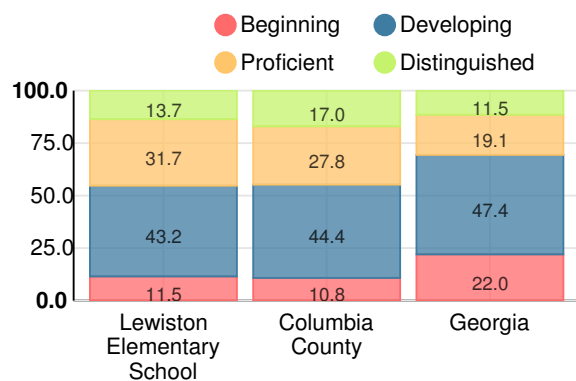 Beginning
Developing
Proficient
Distinguished
100.0
75.0
50.0
25.0
0.0
13.7
17.0
11.5
31.7
27.8
19.1
43.2
44.4
47.4
11.5
10.8
22.0
Lewiston
Elementary
School
Columbia
County
Georgia